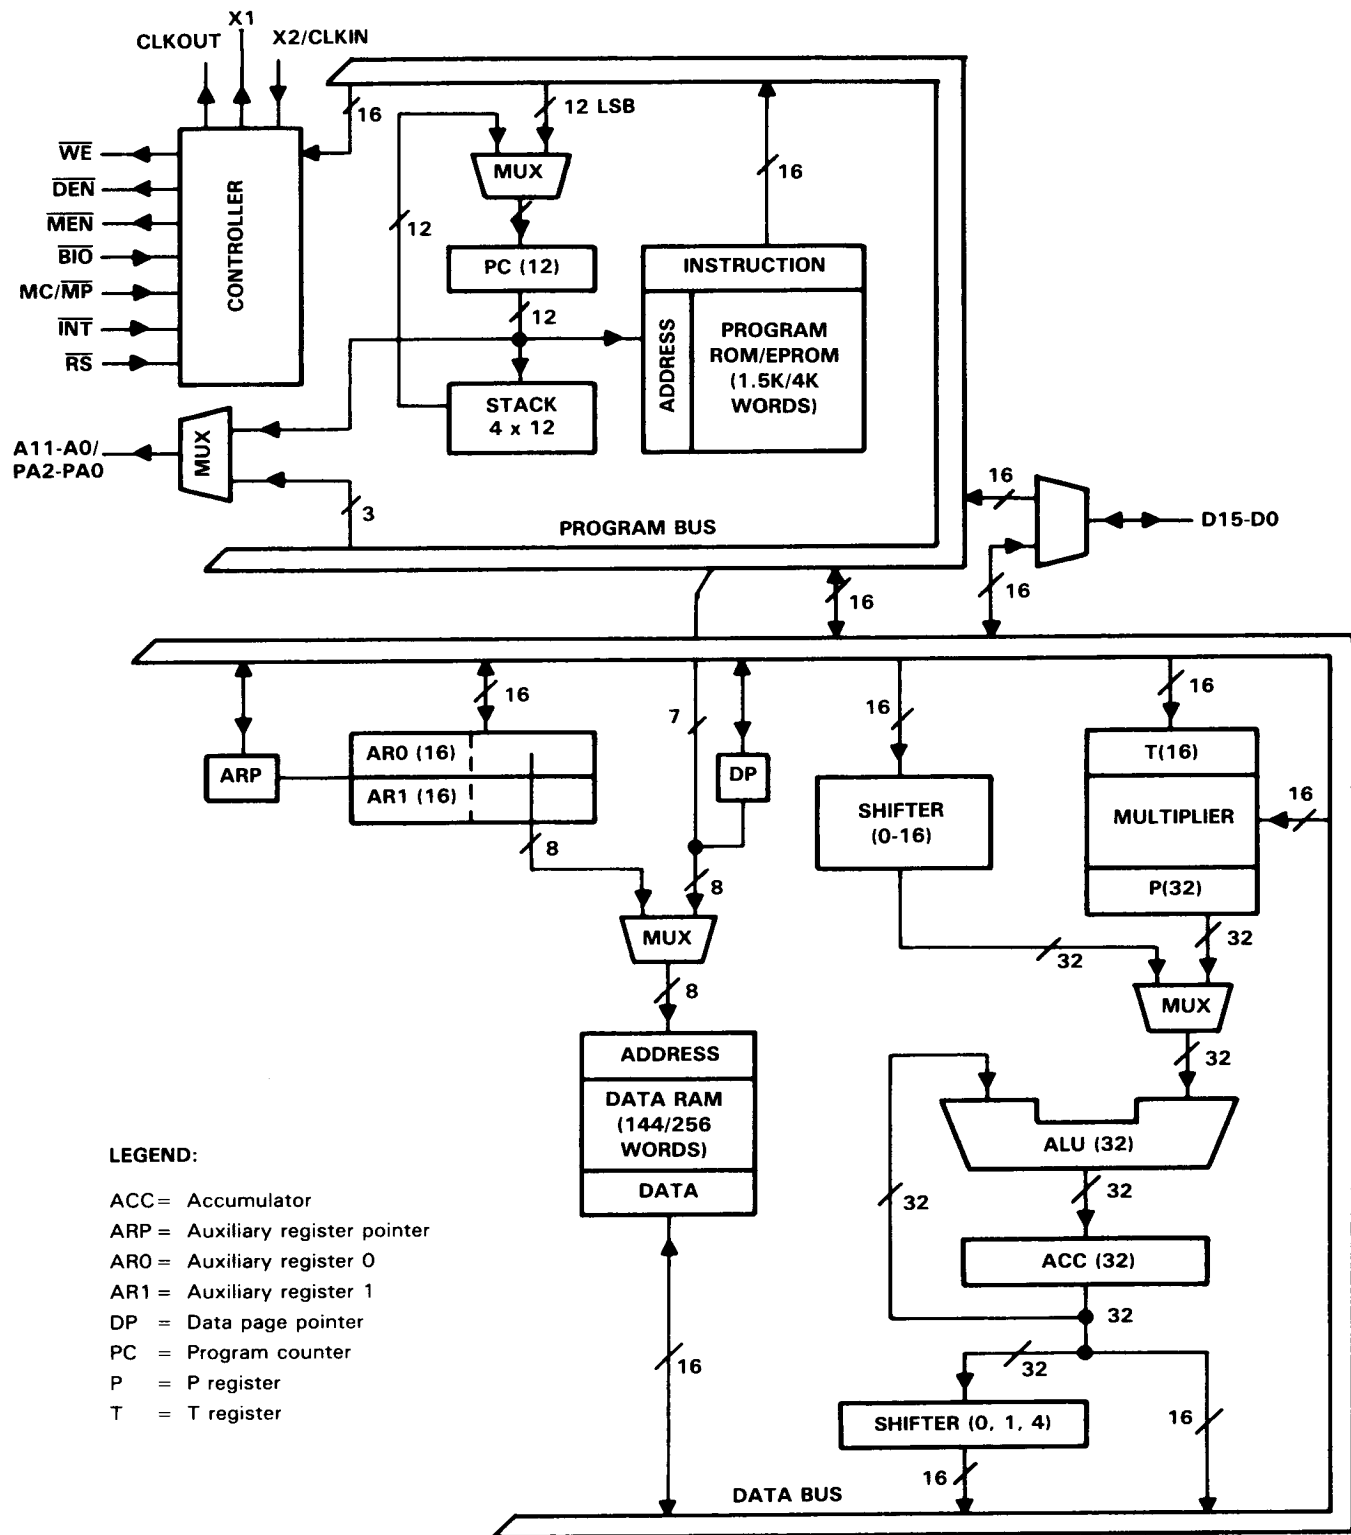 X1
CLKOUT
X2/CLKIN
16
12 LSB
WE
DEN
MEN
BIO
MC/MP
INT
RS
CONTROLLER
MUX
16
12
PC (12)
INSTRUCTION
12
ADDRESS
PROGRAM
ROM/EPROM
(1.5K/4K
WORDS)
STACK
4 x 12
A11-A0/
PA2-PA0
MUX
3
PROGRAM BUS
16
D15-D0
16
16
16
7
16
16
ARP
AR0 (16)
AR1 (16)
DP
T(16)
SHIFTER
(0-16)
MULTIPLIER
16
P(32)
8
8
MUX
32
32
8
MUX
32
ADDRESS
DATA RAM
(144/256
WORDS)
DATA
ALU (32)
32
32
ACC (32)
32
32
16
SHIFTER (0, 1, 4)
16
16
DATA BUS
LEGEND:
ACC = Accumulator
ARP = Auxiliary register pointer
AR0 = Auxiliary register 0
AR1 = Auxiliary register 1
DP = Data page pointer
PC = Program counter
P = P register
T = T register